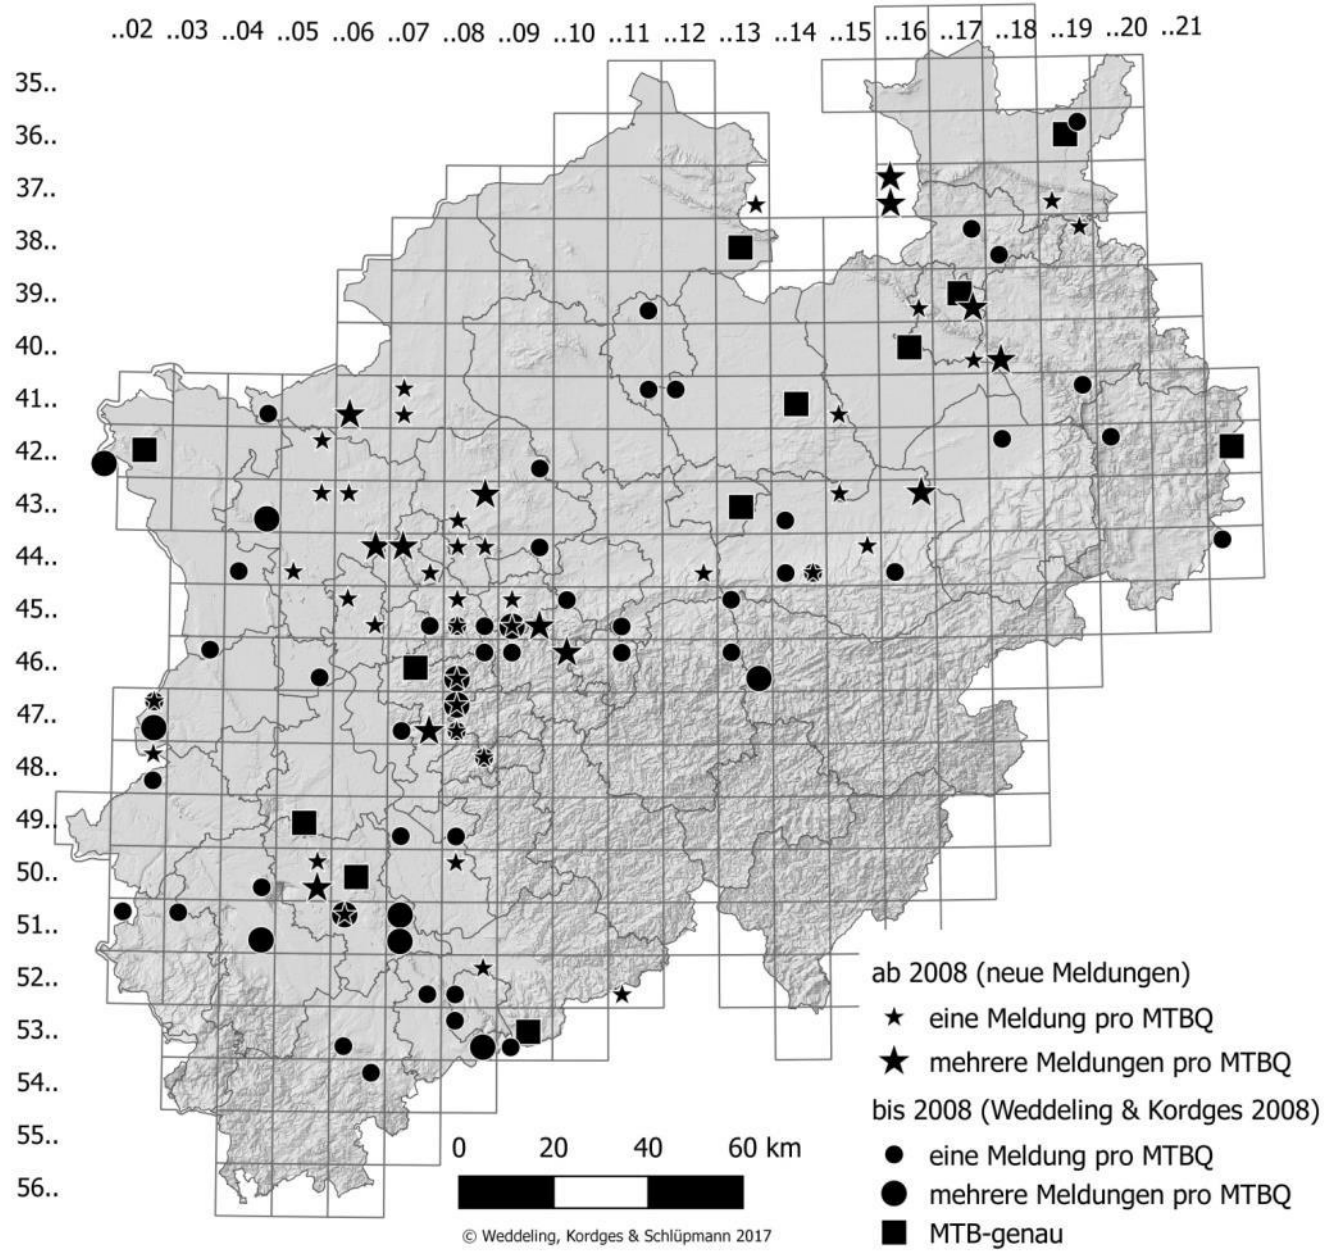 ..02 ..03 ..04 ..05 ..06 ..07 ..08 ..09 ..10 ..11 ..12 ..13 ..14 ..15 ..16 ..17 ..18 ..19 ..20 ..21
35..
36..
37..
38..
39..
40..
41..
42..
43..
44..
45..
46..
47..
48..
49..
50..
51..
52..
53..
54..
55..
56..
ab 2008 (neue Meldungen)
eine Meldung pro MTBQ
mehrere Meldungen pro MTBQ
bis 2008 (Weddeling & Kordges 2008)
eine Meldung pro MTBQ
mehrere Meldungen pro MTBQ
MTB-genau
0 20 40 60 km
© Weddeling, Kordges & Schlüpmann 2017